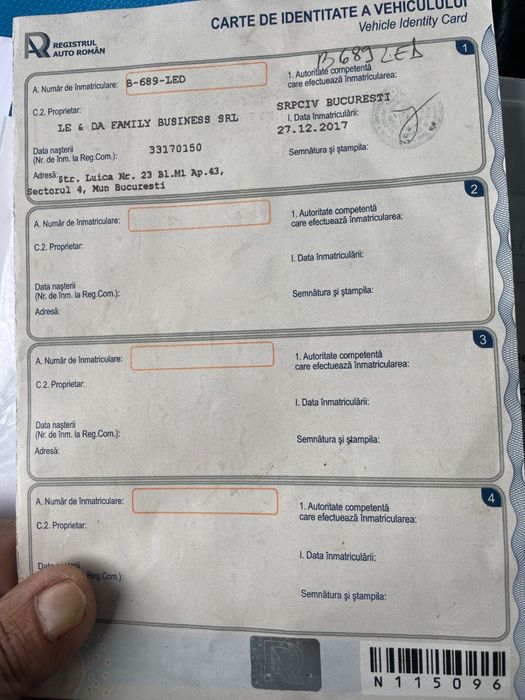 REGISTRUL
AUTO ROMÂN
CARTE DE IDENTITATE A VEHICULULUI
Vehicle Identity Card
B689 LED
1
A. Număr de înmatriculare: B-689-LED
1. Autoritate competentă
care efectuează înmatricularea:
SRPCIV BUCURESTI
C.2. Proprietar:
LE & DA FAMILY BUSINESS SRL
I. Data înmatriculării:
27.12.2017
Data nașterii
(Nr. de înm. la Reg.Com.): 33170150
Semnătura și ștampila:
Adresă: Str. Luica Nr. 23 Bl.M1 Ap.43,
Sectorul 4, Mun Bucuresti
2
A. Număr de înmatriculare:
1. Autoritate competentă
care efectuează înmatricularea:
C.2. Proprietar:
I. Data înmatriculării:
Data nașterii
(Nr. de înm. la Reg.Com.):
Semnătura și ștampila:
Adresă:
3
A. Număr de înmatriculare:
1. Autoritate competentă
care efectuează înmatricularea:
C.2. Proprietar:
I. Data înmatriculării:
Data nașterii
(Nr. de înm. la Reg.Com.):
Semnătura și ștampila:
Adresă:
4
A. Număr de înmatriculare:
1. Autoritate competentă
care efectuează înmatricularea:
C.2. Proprietar:
I. Data înmatriculării:
Data
Reg.Com.):
Semnătura și ștampila:
N115096